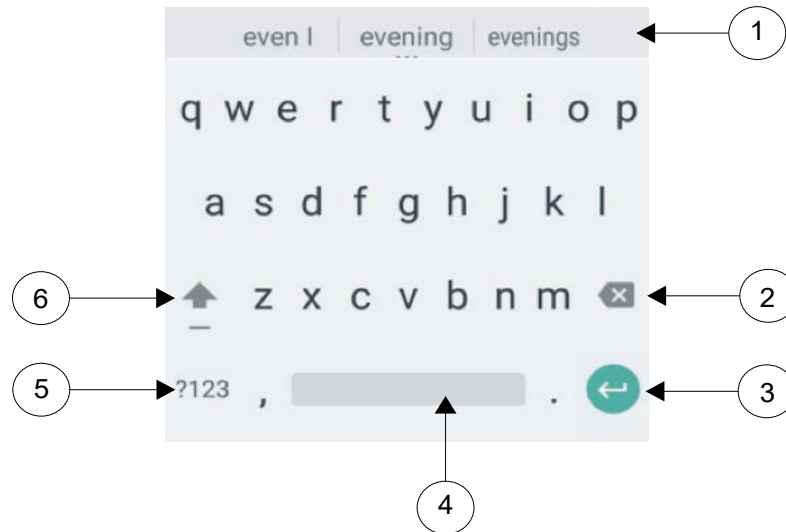 even I evening evenings 1
q w e r t y u i o p
a s d f g h j k l
6 z x c v b n m 2
5 ?123 , . 3
4